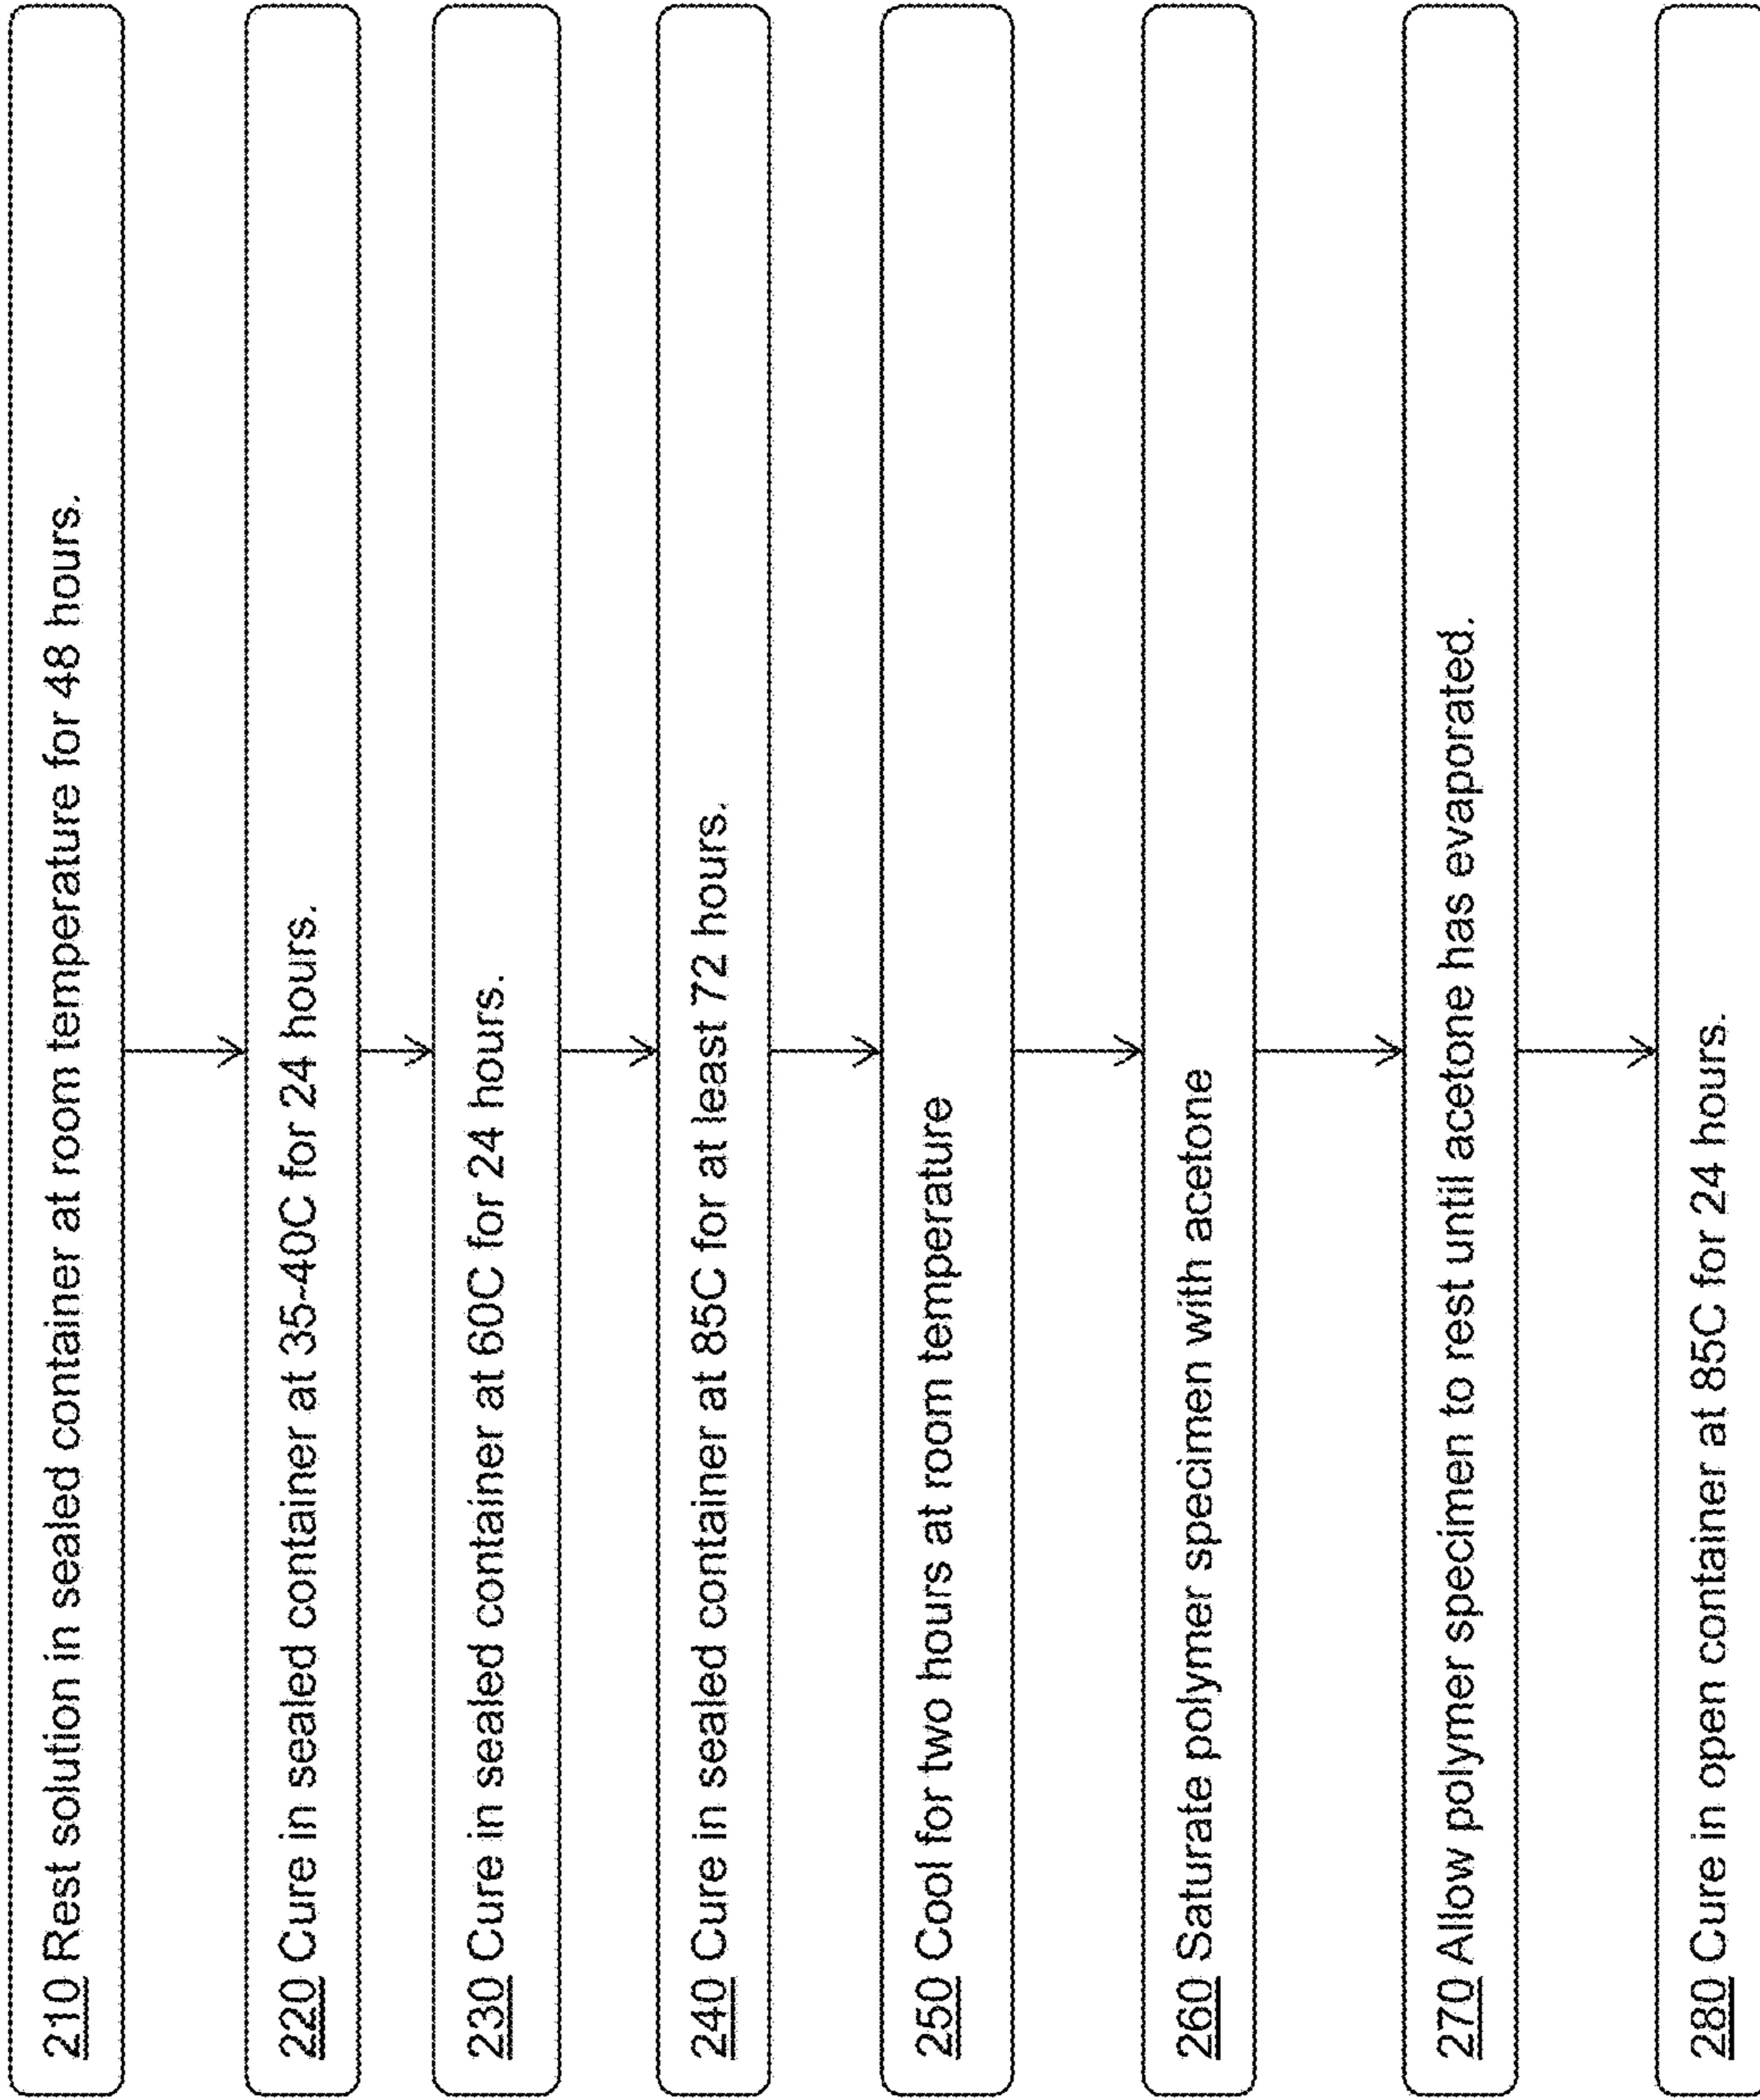 210 Rest solution in sealed container at room temperature for 48 hours.
220 Cure in sealed container at 35-40C for 24 hours.
230 Cure in sealed container at 60C for 24 hours.
240 Cure in sealed container at 85C for at least 72 hours.
250 Cool for two hours at room temperature
260 Saturate polymer specimen with acetone
270 Allow polymer specimen to rest until acetone has evaporated.
280 Cure in open container at 85C for 24 hours.